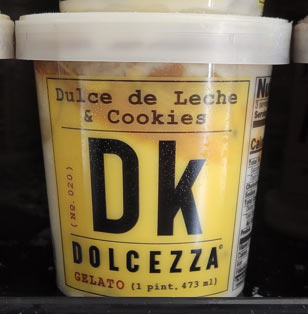 Dulce de Leche
& Cookies
(No. 020)
Dk
DOLCEZZA©
GELATO (1 pint. 473 ml)